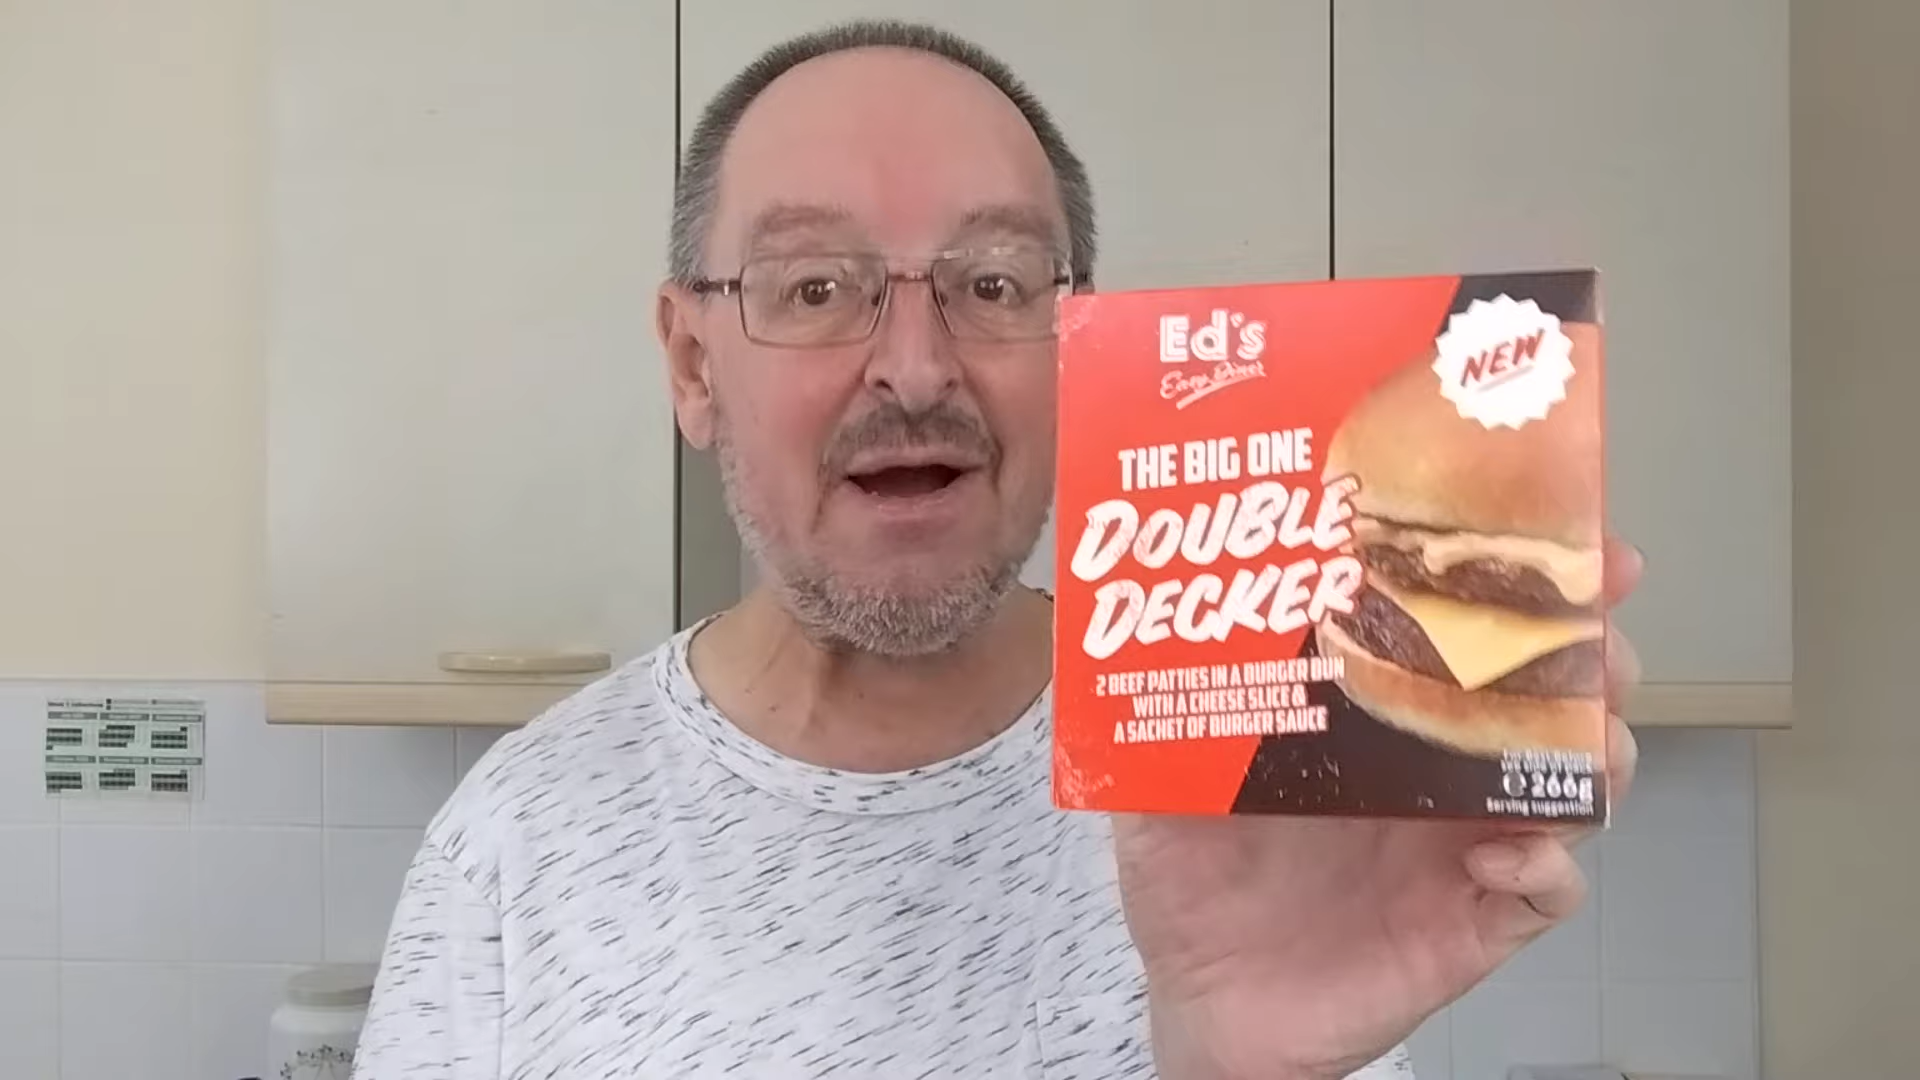 Ed's
Easy Diner
NEW
THE BIG ONE
DOUBLE
DECKER
2 BEEF PATTIES IN A BURGER BUN
WITH A CHEESE SLICE &
A SACHET OF BURGER SAUCE
266g
Serving suggestion